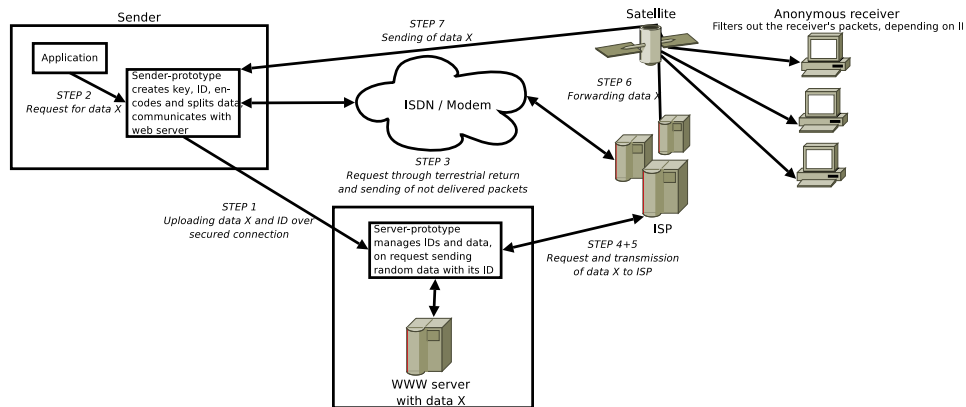 Sender
STEP 7
Sending of data X
Satellite
Anonymous receiver
Filters out the receiver's packets, depending on II
Application
STEP 2
Request for data X
Sender-prototype
creates key, ID, en-
codes and splits data,
communicates with
web server
ISDN / Modem
STEP 6
Forwarding data X
STEP 3
Request through terrestrial return
and sending of not delivered packets
STEP 1
Uploading data X and ID over
secured connection
Server-prototype
manages IDs and data,
on request sending
random data with its ID
ISP
STEP 4+5
Request and transmission
of data X to ISP
WWW server
with data X